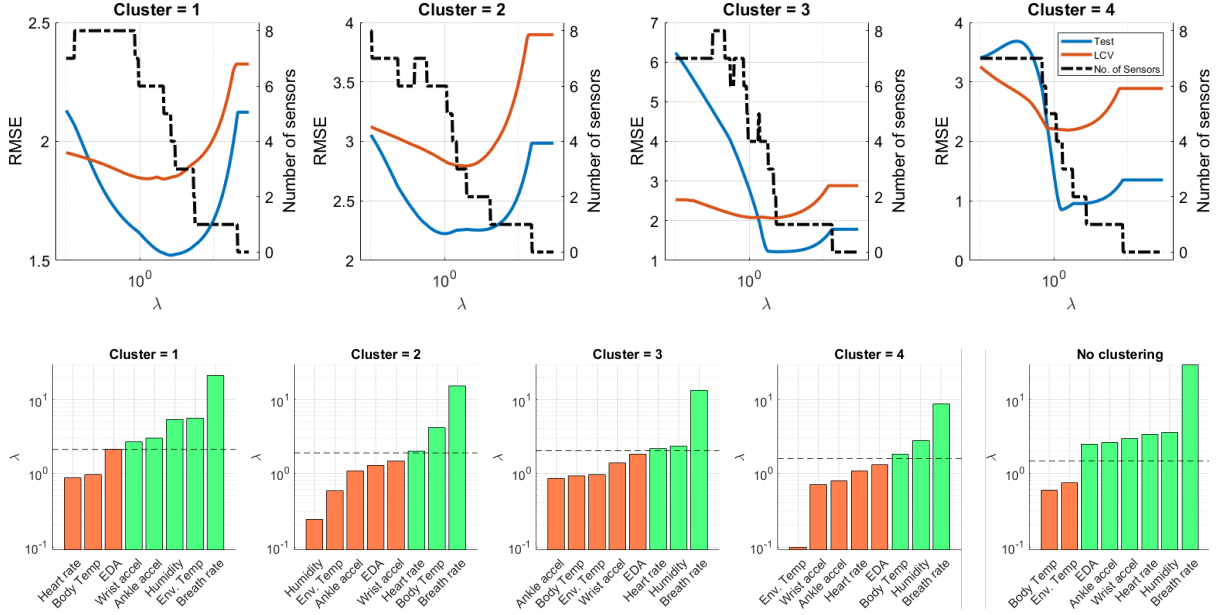 Cluster = 1
Cluster = 2
Cluster = 3
Cluster = 4
2.5
2
1.5
RMSE
8
6
4
2
0
Number of sensors
10^0
λ
4
3.5
3
2.5
2
RMSE
8
6
4
2
0
Number of sensors
10^0
λ
7
6
5
4
3
2
1
RMSE
8
6
4
2
0
Number of sensors
10^0
λ
4
3
2
1
0
RMSE
Test
LCV
No. of Sensors
8
6
4
2
0
Number of sensors
10^0
λ
Cluster = 1
Cluster = 2
Cluster = 3
Cluster = 4
No clustering
10^1
10^0
10^-1
λ
Heart rate
Body Temp
EDA
Wrist accel
Ankle accel
Humidity
Env. Temp
Breath rate
10^1
10^0
10^-1
λ
Humidity
Env. Temp
Ankle accel
EDA
Wrist accel
Heart rate
Body Temp
Breath rate
10^1
10^0
10^-1
λ
Ankle accel
Body Temp
Env. Temp
Wrist accel
EDA
Heart rate
Humidity
Breath rate
10^1
10^0
10^-1
λ
Env. Temp
Wrist accel
Ankle accel
Heart rate
EDA
Body Temp
Humidity
Breath rate
10^1
10^0
10^-1
λ
Body Temp
Env. Temp
EDA
Ankle accel
Wrist accel
Heart rate
Humidity
Breath rate